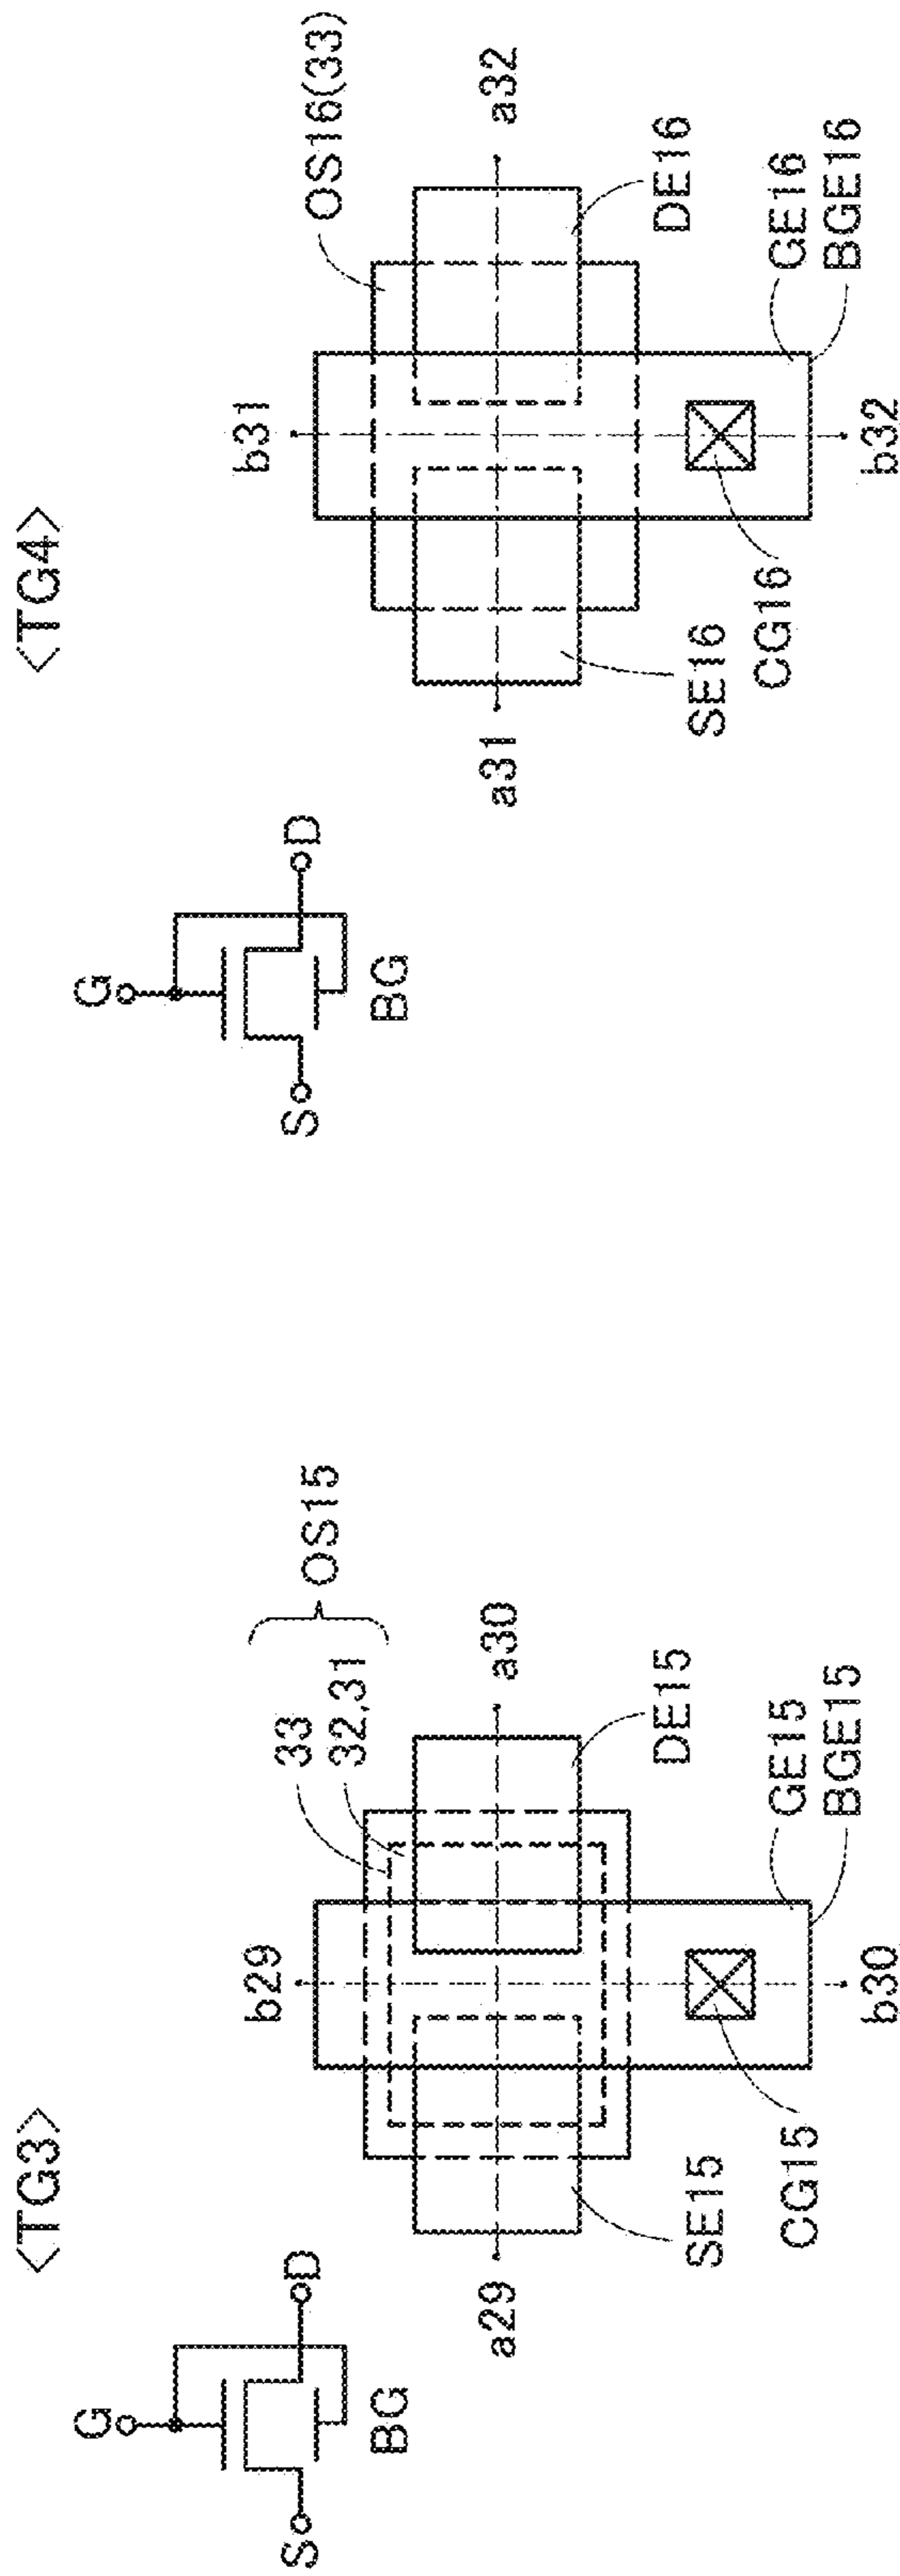 <TG3>
G
S
D
BG
b29
33
32,31
OS15
a29
a30
SE15
DE15
CG15
GE15
BGE15
b30
<TG4>
G
S
D
BG
b31
OS16(33)
a31
a32
SE16
DE16
CG16
GE16
BGE16
b32